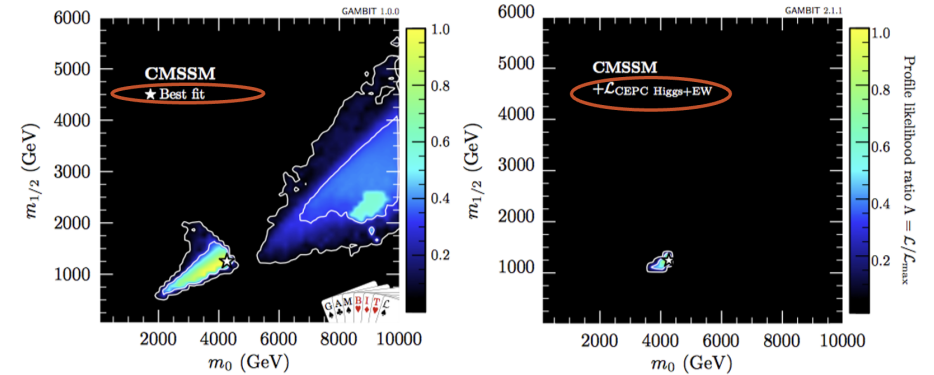 GAMBIT 1.0.0
6000
5000
4000
3000
2000
1000
m1/2 (GeV)
CMSSM
★ Best fit
1.0
0.8
0.6
0.4
0.2
GAMBIT
2000
4000
6000
8000
10000
m0 (GeV)
GAMBIT 2.1.1
6000
5000
4000
3000
2000
1000
m1/2 (GeV)
CMSSM
+ℒCEPC Higgs+EW
1.0
0.8
0.6
0.4
0.2
Profile likelihood ratio Λ = ℒ/ℒmax
2000
4000
6000
8000
10000
m0 (GeV)